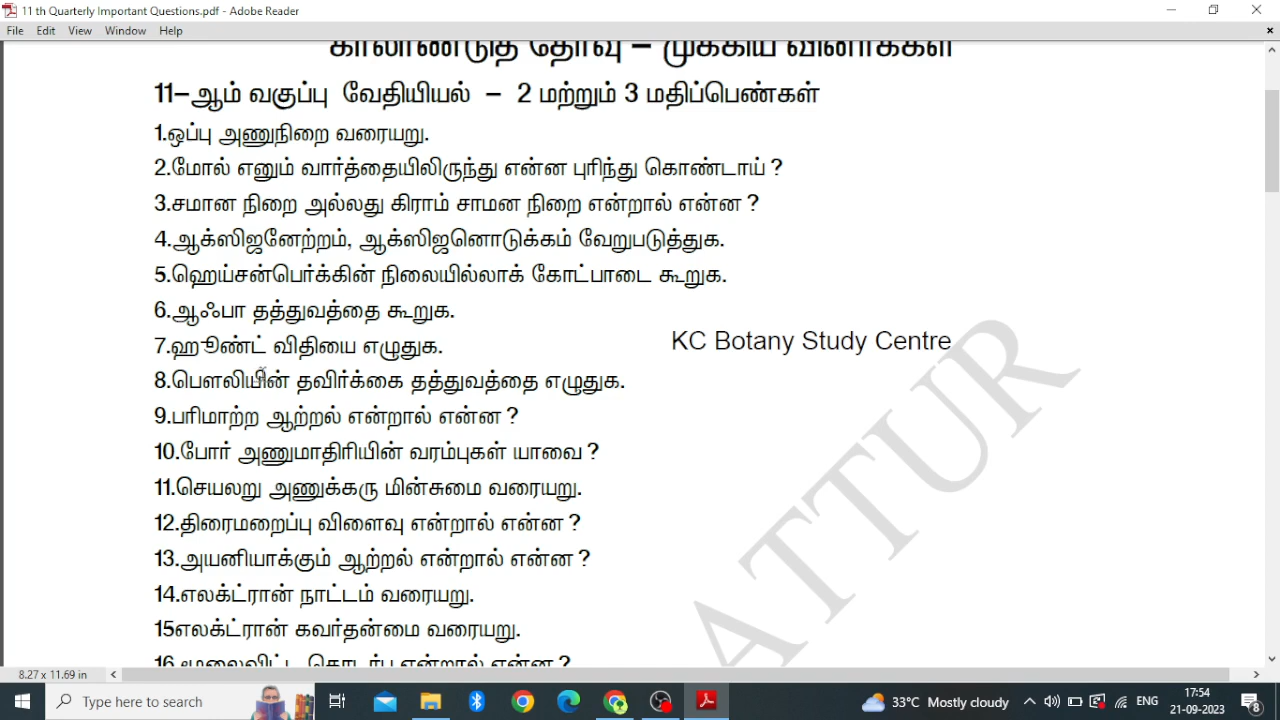 11 th Quarterly Important Questions.pdf - Adobe Reader
File Edit View Window Help
காலாண்டுத் தேர்வு – முக்கிய வினாக்கள்
11–ஆம் வகுப்பு வேதியியல் – 2 மற்றும் 3 மதிப்பெண்கள்
1.ஒப்பு அணுநிறை வரையறு.
2.மோல் எனும் வார்த்தையிலிருந்து என்ன புரிந்து கொண்டாய் ?
3.சமான நிறை அல்லது கிராம் சாமன நிறை என்றால் என்ன ?
4.ஆக்ஸிஜனேற்றம், ஆக்ஸிஜனொடுக்கம் வேறுபடுத்துக.
5.ஹெய்சன்பெர்க்கின் நிலையில்லாக் கோட்பாடை கூறுக.
6.ஆஃபா தத்துவத்தை கூறுக.
7.ஹூண்ட் விதியை எழுதுக.
KC Botany Study Centre
8.பௌலியின் தவிர்க்கை தத்துவத்தை எழுதுக.
9.பரிமாற்ற ஆற்றல் என்றால் என்ன ?
10.போர் அணுமாதிரியின் வரம்புகள் யாவை ?
11.செயலறு அணுக்கரு மின்சுமை வரையறு.
12.திரைமறைப்பு விளைவு என்றால் என்ன ?
13.அயனியாக்கும் ஆற்றல் என்றால் என்ன ?
14.எலக்ட்ரான் நாட்டம் வரையறு.
15எலக்ட்ரான் கவர்தன்மை வரையறு.
16.மூலைவிட்ட தொடர்பு என்றால் என்ன ?
ATTUR
8.27 x 11.69 in
Type here to search
33°C Mostly cloudy
ENG
17:54
21-09-2023
8